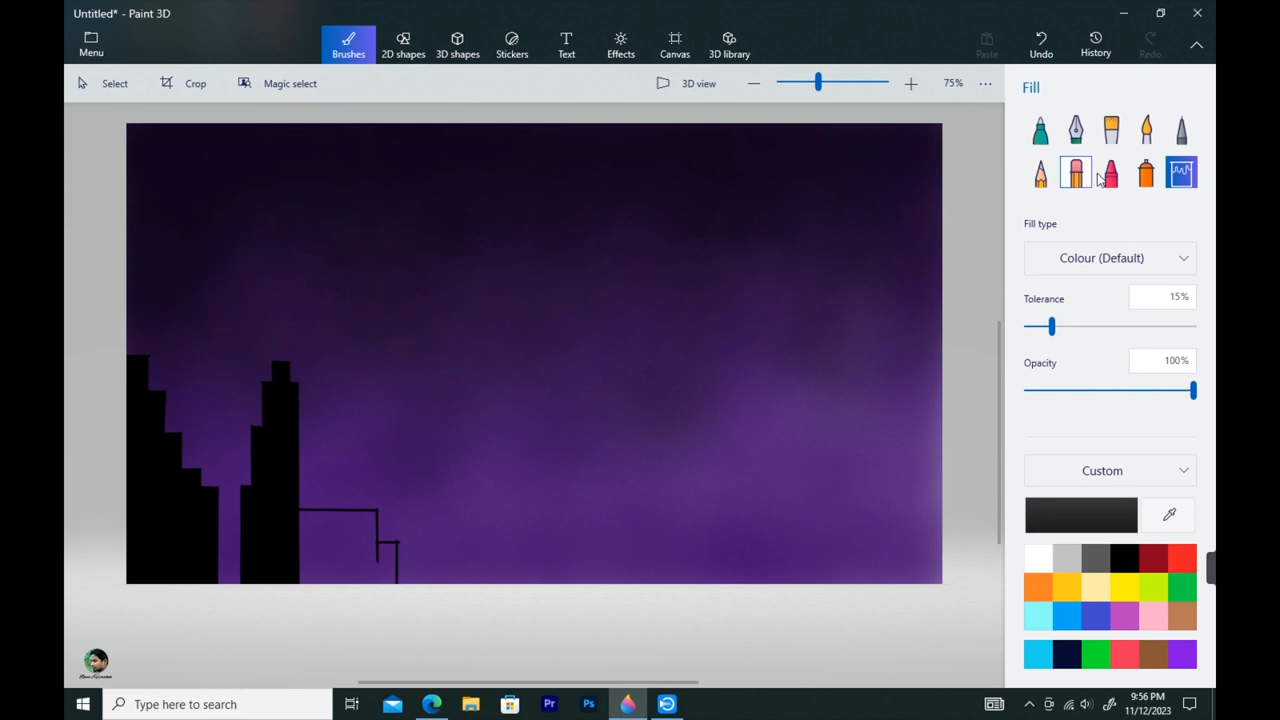 Untitled* - Paint 3D
Menu
Brushes
2D shapes
3D shapes
Stickers
Text
Effects
Canvas
3D library
Paste
Undo
History
Redo
Select
Crop
Magic select
3D view
75%
Fill
Fill type
Colour (Default)
Tolerance
15%
Opacity
100%
Custom
Type here to search
Pr
Ps
9:56 PM
11/12/2023